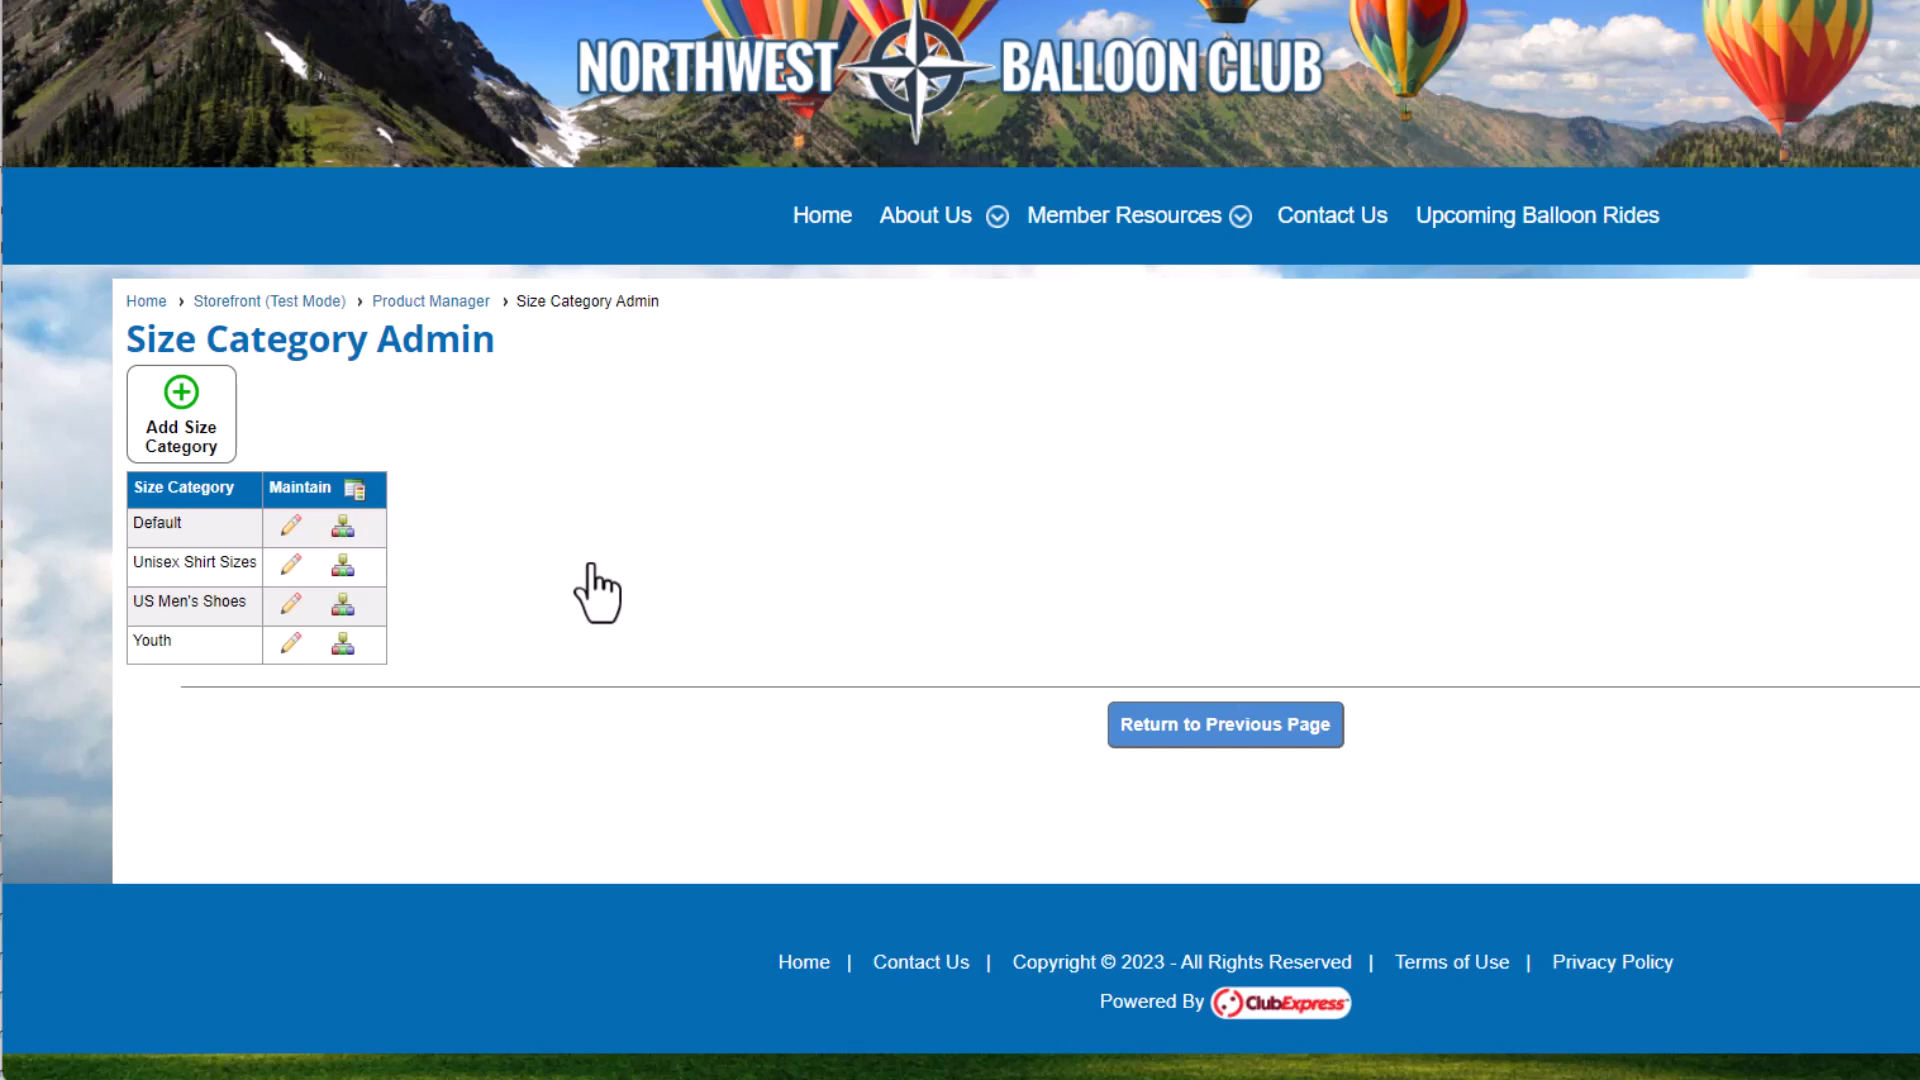 NORTHWEST BALLOON CLUB
Home About Us Member Resources Contact Us Upcoming Balloon Rides
Home › Storefront (Test Mode) › Product Manager › Size Category Admin
Size Category Admin
Add Size
Category
Size Category Maintain
Default
Unisex Shirt Sizes
US Men's Shoes
Youth
Return to Previous Page
Home | Contact Us | Copyright © 2023 - All Rights Reserved | Terms of Use | Privacy Policy
Powered By ClubExpress